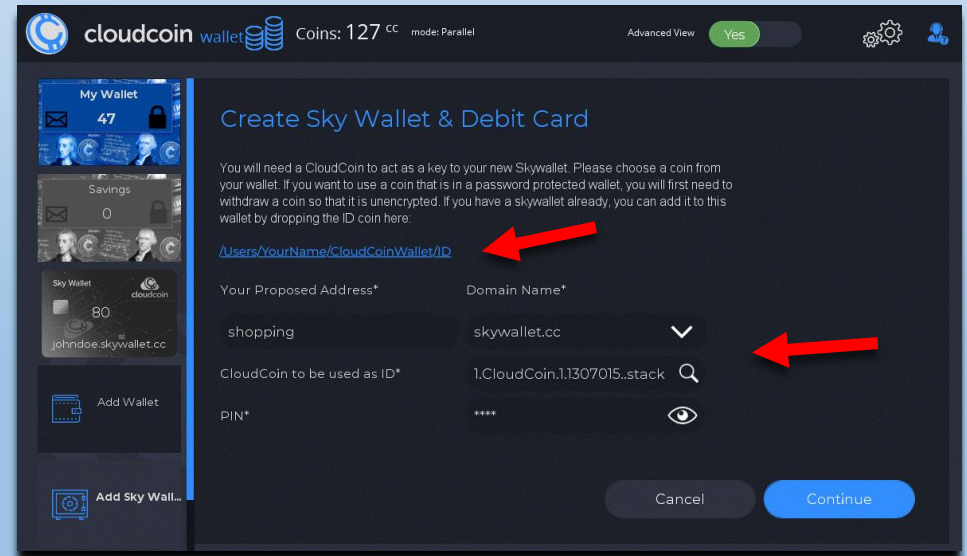 cloudcoin wallet Coins: 127 cc mode: Parallel Advanced View Yes
My Wallet
47
Savings
0
Sky Wallet
cloudcoin
80
johndoe.skywallet.cc
Add Wallet
Add Sky Wall...
Create Sky Wallet & Debit Card
You will need a CloudCoin to act as a key to your new Skywallet. Please choose a coin from
your wallet. If you want to use a coin that is in a password protected wallet, you will first need to
withdraw a coin so that it is unencrypted. If you have a skywallet already, you can add it to this
wallet by dropping the ID coin here:
/Users/YourName/CloudCoinWallet/ID
Your Proposed Address* Domain Name*
shopping skywallet.cc
CloudCoin to be used as ID* 1.CloudCoin.1.1307015..stack
PIN* ****
Cancel Continue